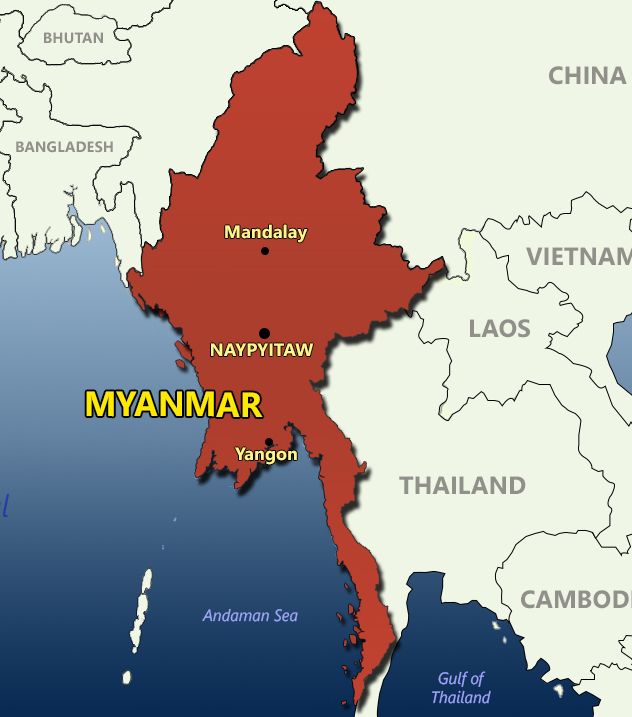 BHUTAN
CHINA
BANGLADESH
Mandalay
VIETNAM
LAOS
NAYPYITAW
MYANMAR
Yangon
THAILAND
CAMBODI
Andaman Sea
Gulf of
Thailand